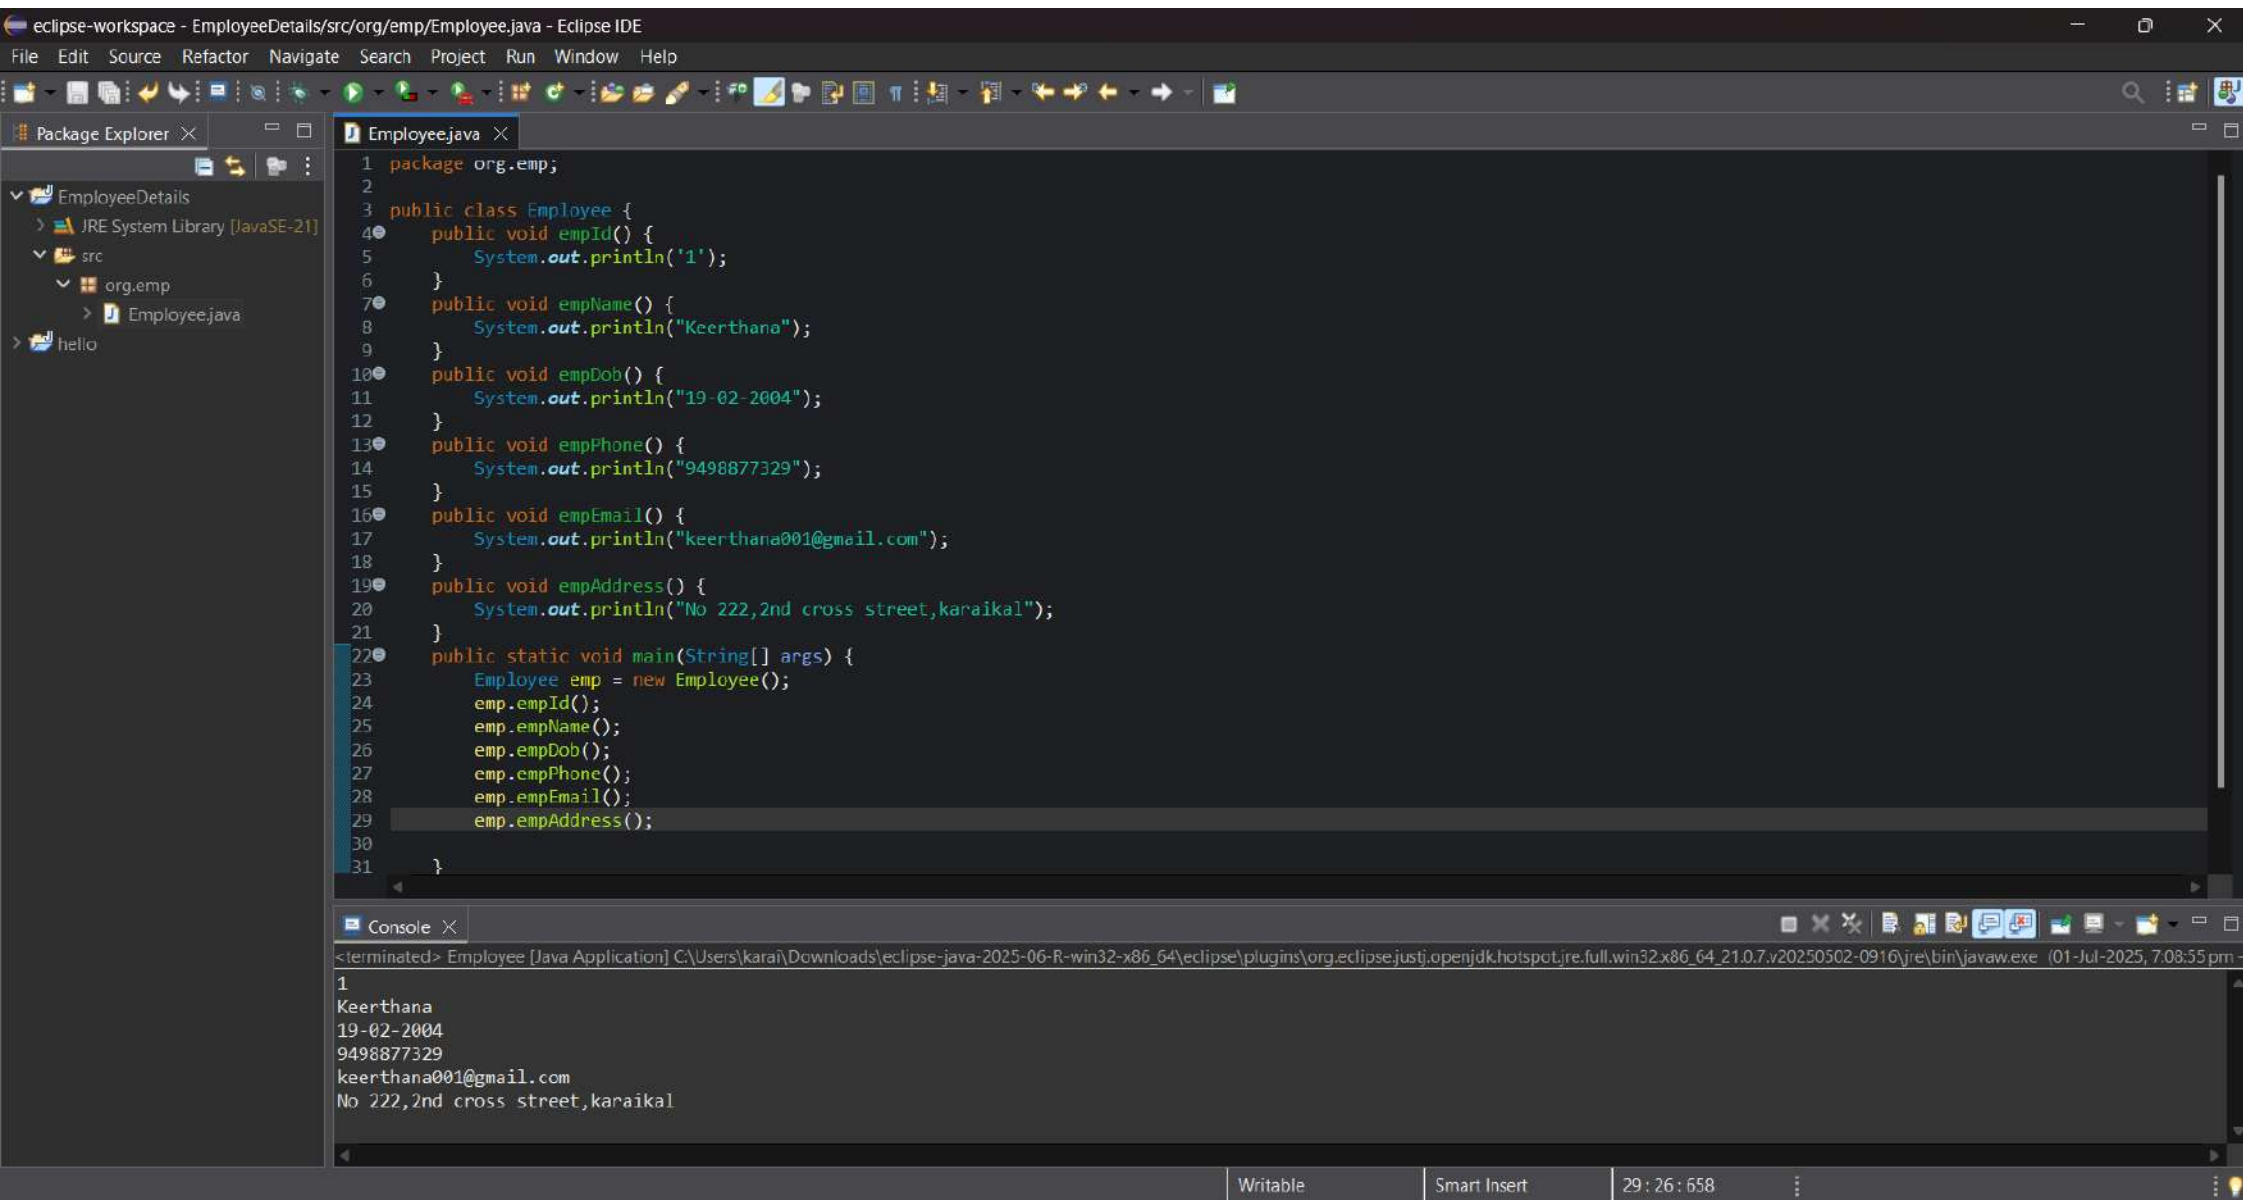 eclipse-workspace - EmployeeDetails/src/org/emp/Employee.java - Eclipse IDE
File Edit Source Refactor Navigate Search Project Run Window Help
Package Explorer
Employee.java
EmployeeDetails
JRE System Library [JavaSE-21]
src
org.emp
Employee.java
hello
1 package org.emp;
2
3 public class Employee {
4 public void empId() {
5 System.out.println('1');
6 }
7 public void empName() {
8 System.out.println("Keerthana");
9 }
10 public void empDob() {
11 System.out.println("19-02-2004");
12 }
13 public void empPhone() {
14 System.out.println("9498877329");
15 }
16 public void empEmail() {
17 System.out.println("keerthana001@gmail.com");
18 }
19 public void empAddress() {
20 System.out.println("No 222,2nd cross street,karaikal");
21 }
22 public static void main(String[] args) {
23 Employee emp = new Employee();
24 emp.empId();
25 emp.empName();
26 emp.empDob();
27 emp.empPhone();
28 emp.empEmail();
29 emp.empAddress();
30
31 }
Console
<terminated> Employee [Java Application] C:\Users\karai\Downloads\eclipse-java-2025-06-R-win32-x86_64\eclipse\plugins\org.eclipse.justj.openjdk.hotspot.jre.full.win32.x86_64_21.0.7.v20250502-0916\jre\bin\javaw.exe (01-Jul-2025, 7:08:55 pm -
1
Keerthana
19-02-2004
9498877329
keerthana001@gmail.com
No 222,2nd cross street,karaikal
Writable Smart Insert 29 : 26 : 658